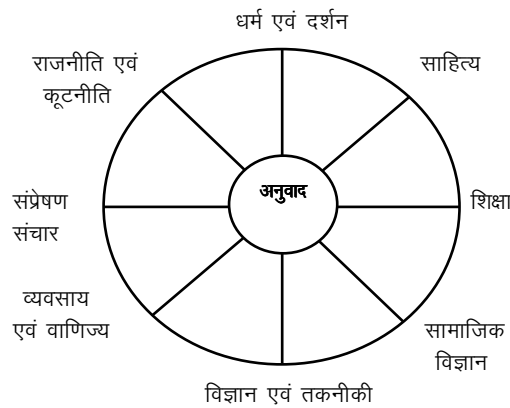 धर्म एवं दर्शन
राजनीति एवं
कूटनीति
साहित्य
अनुवाद
संप्रेषण
संचार
शिक्षा
व्यवसाय
एवं वाणिज्य
सामाजिक
विज्ञान
विज्ञान एवं तकनीकी